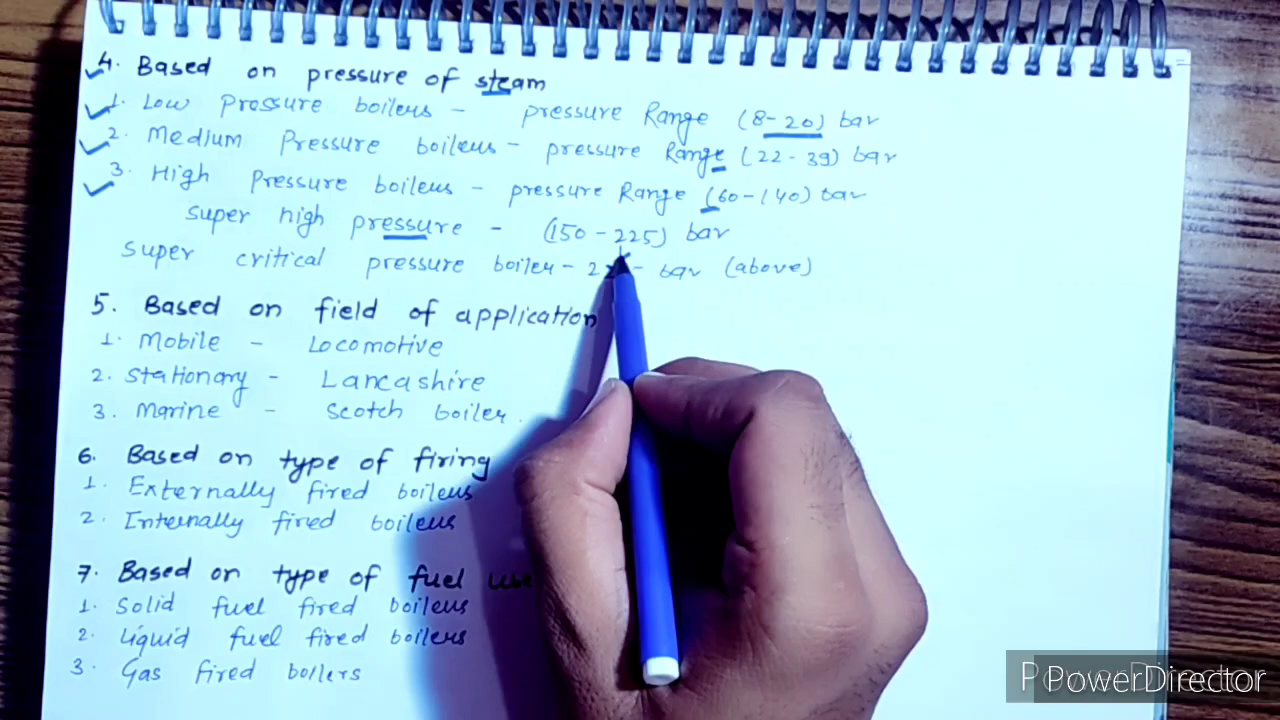 4. Based on pressure of steam
1. Low Pressure boilers - pressure Range (8-20) bar
2. Medium Pressure boilers - pressure Range (22-39) bar
3. High Pressure boilers - pressure Range (60-140) bar
Super high pressure - (150-225) bar
Super critical pressure boiler - bar (above)
5. Based on field of application
1. Mobile - Locomotive
2. Stationary - Lancashire
3. Marine - Scotch boiler.
6. Based on type of firing
1. Externally fired boilers
2. Internally fired boilers
7. Based on type of fuel use
1. Solid fuel fired boilers
2. Liquid fuel fired boilers
3. Gas fired boilers
PowerDirector